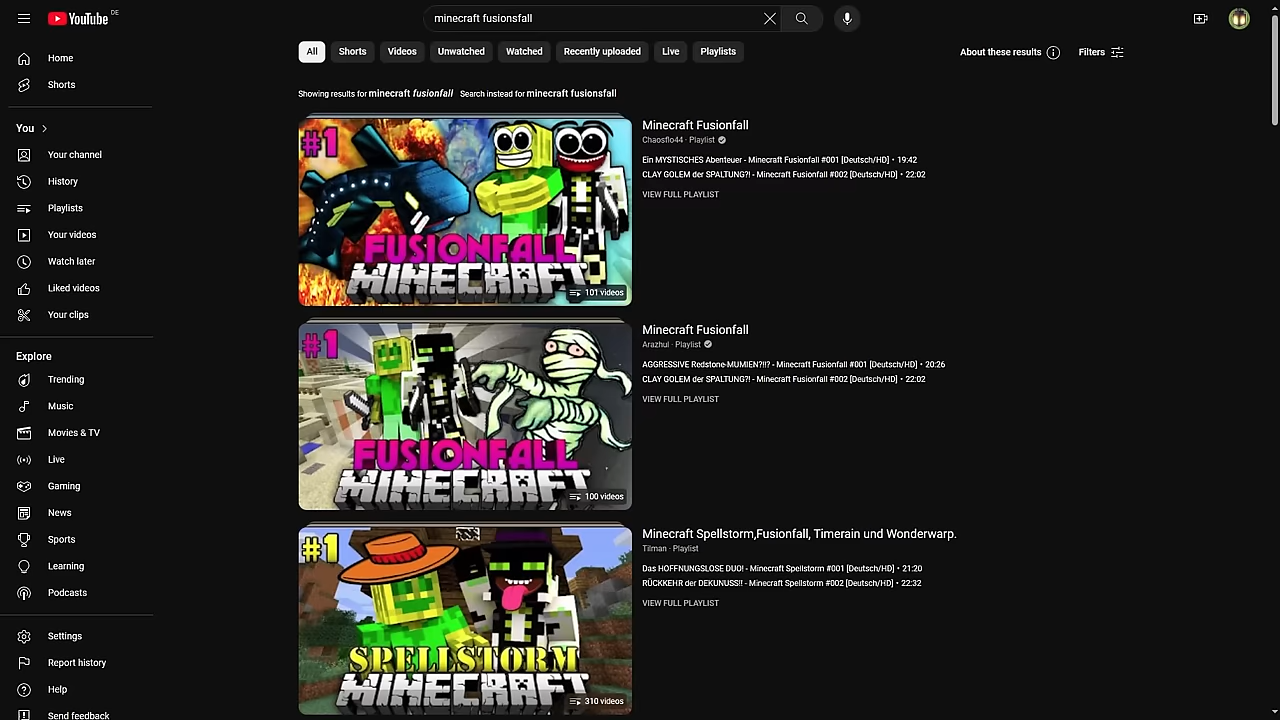 YouTube DE
minecraft fusionsfall
Home
Shorts
You
Your channel
History
Playlists
Your videos
Watch later
Liked videos
Your clips
Explore
Trending
Music
Movies & TV
Live
Gaming
News
Sports
Learning
Podcasts
Settings
Report history
Help
Send feedback
All Shorts Videos Unwatched Watched Recently uploaded Live Playlists
About these results Filters
Showing results for minecraft fusionfall Search instead for minecraft fusionsfall
#1
FUSIONFALL
MINECRAFT
101 videos
Minecraft Fusionfall
Chaosflo44 · Playlist
Ein MYSTISCHES Abenteuer - Minecraft Fusionfall #001 [Deutsch/HD] • 19:42
CLAY GOLEM der SPALTUNG?! - Minecraft Fusionfall #002 [Deutsch/HD] • 22:02
VIEW FULL PLAYLIST
#1
FUSIONFALL
MINECRAFT
100 videos
Minecraft Fusionfall
Arazhul · Playlist
AGGRESSIVE Redstone-MUMIEN?!!? - Minecraft Fusionfall #001 [Deutsch/HD] • 20:26
CLAY GOLEM der SPALTUNG?! - Minecraft Fusionfall #002 [Deutsch/HD] • 22:02
VIEW FULL PLAYLIST
#1
SPELLSTORM
MINECRAFT
310 videos
Minecraft Spellstorm,Fusionfall, Timerain und Wonderwarp.
Tilman · Playlist
Das HOFFNUNGSLOSE DUO! - Minecraft Spellstorm #001 [Deutsch/HD] • 21:20
RÜCKKEHR der DEKUNUSS!! - Minecraft Spellstorm #002 [Deutsch/HD] • 22:32
VIEW FULL PLAYLIST